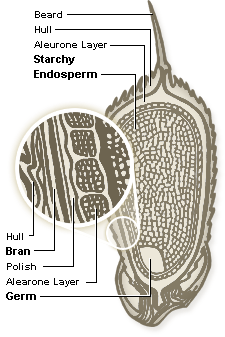 Beard
Hull
Aleurone Layer
Starchy
Endosperm
Hull
Bran
Polish
Alearone Layer
Germ